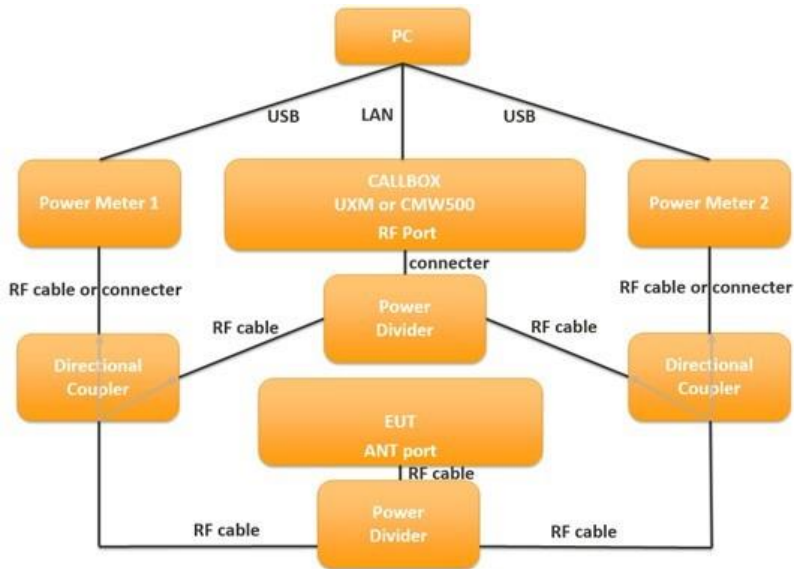 PC
USB
LAN
USB
Power Meter 1
CALLBOX
UXM or CMW500
RF Port
Power Meter 2
connecter
RF cable or connecter
RF cable or connecter
Power
Divider
RF cable
RF cable
Directional
Coupler
Directional
Coupler
EUT
ANT port
RF cable
Power
Divider
RF cable
RF cable